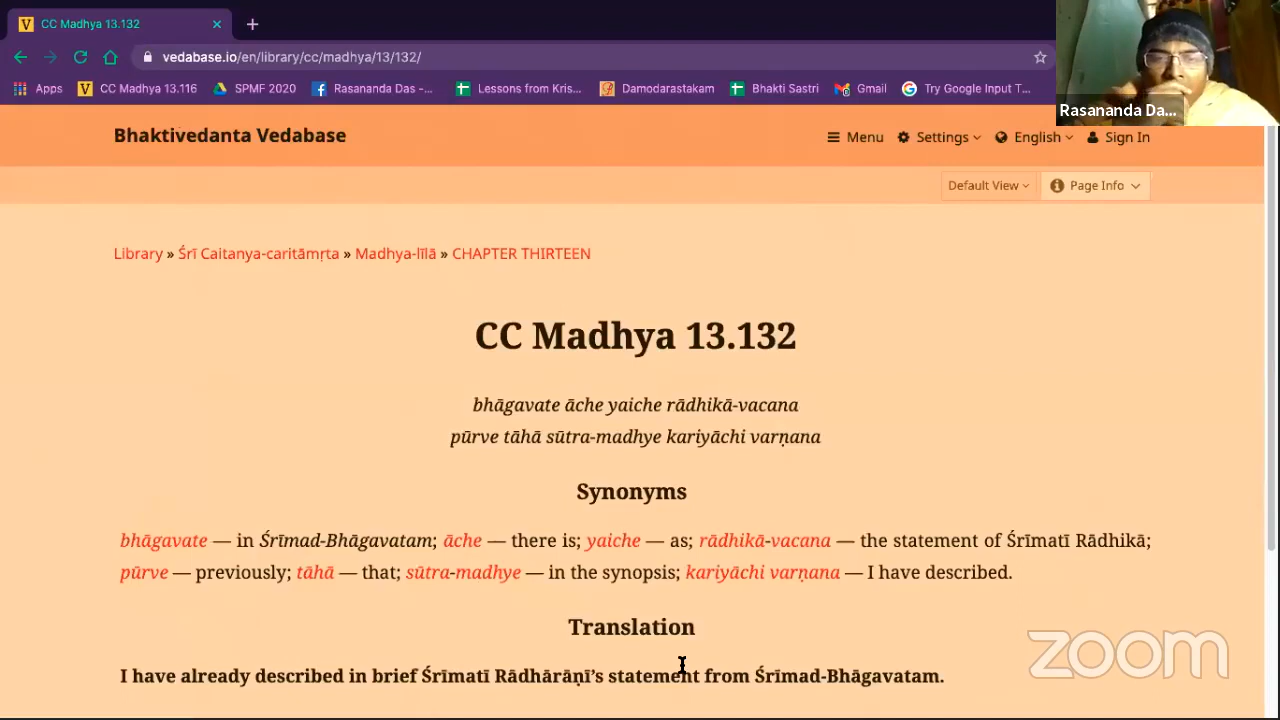 CC Madhya 13.132
vedabase.io/en/library/cc/madhya/13/132/
Apps CC Madhya 13.116 SPMF 2020 Rasananda Das -... Lessons from Kris... Damodarastakam Bhakti Sastri Gmail Try Google Input T...
Rasananda Da...
Bhaktivedanta Vedabase Menu Settings English Sign In
Default View Page Info
Library » Śrī Caitanya-caritāmṛta » Madhya-līlā » CHAPTER THIRTEEN
CC Madhya 13.132
bhāgavate āche yaiche rādhikā-vacana
pūrve tāhā sūtra-madhye kariyāchi varṇana
Synonyms
bhāgavate — in Śrīmad-Bhāgavatam; āche — there is; yaiche — as; rādhikā-vacana — the statement of Śrīmatī Rādhikā;
pūrve — previously; tāhā — that; sūtra-madhye — in the synopsis; kariyāchi varṇana — I have described.
Translation
I have already described in brief Śrīmatī Rādhārāṇī’s statement from Śrīmad-Bhāgavatam.
zoom